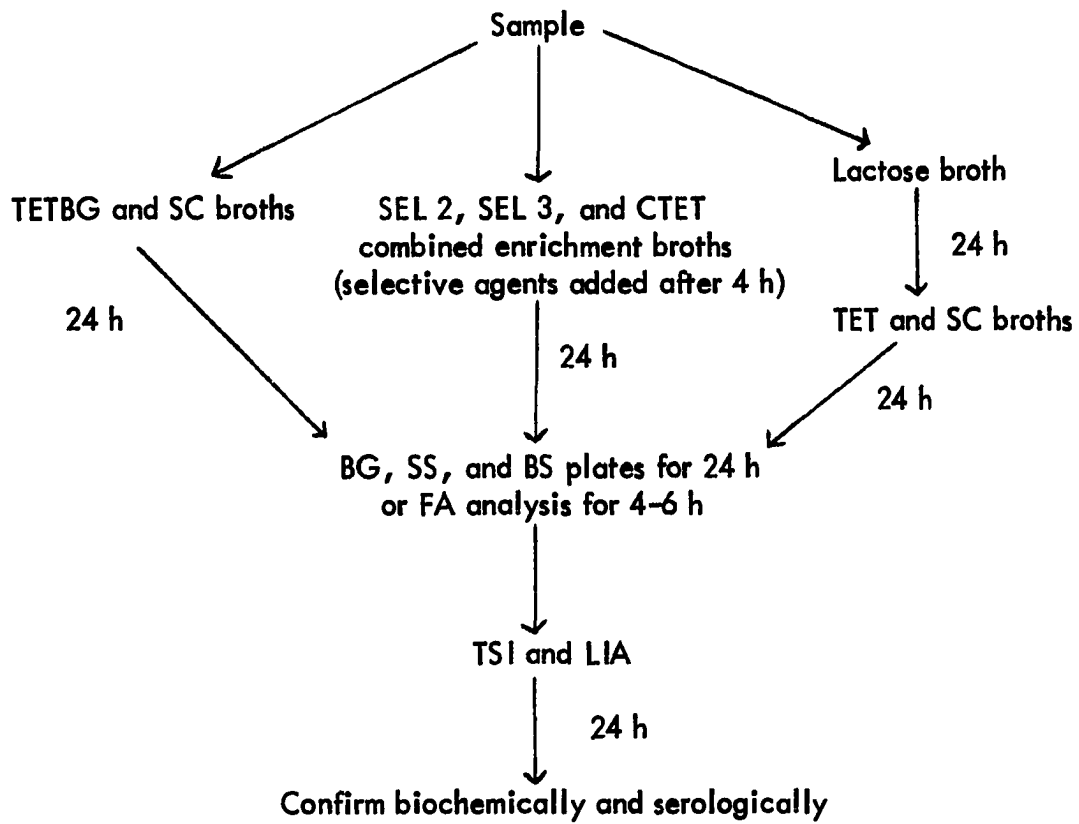 Sample
Lactose broth
TETBG and SC broths
SEL 2, SEL 3, and CTET
combined enrichment broths
(selective agents added after 4 h)
24 h
TET and SC broths
24 h
24 h
24 h
BG, SS, and BS plates for 24 h
or FA analysis for 4-6 h
TSI and LIA
24 h
Confirm biochemically and serologically